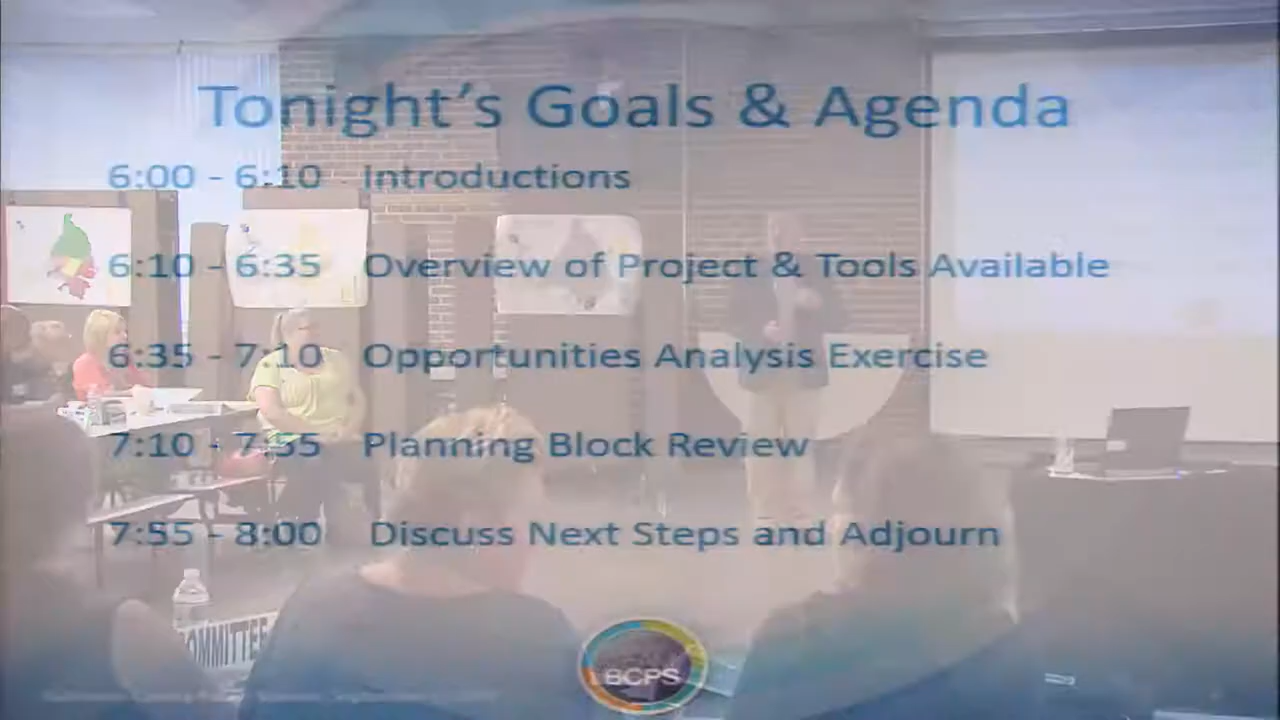 Tonight's Goals & Agenda
6:00 - 6:10 Introductions
6:10 - 6:35 Overview of Project & Tools Available
6:35 - 7:10 Opportunities Analysis Exercise
7:10 - 7:55 Planning Block Review
7:55 - 8:00 Discuss Next Steps and Adjourn
COMMITTEE
BCPS